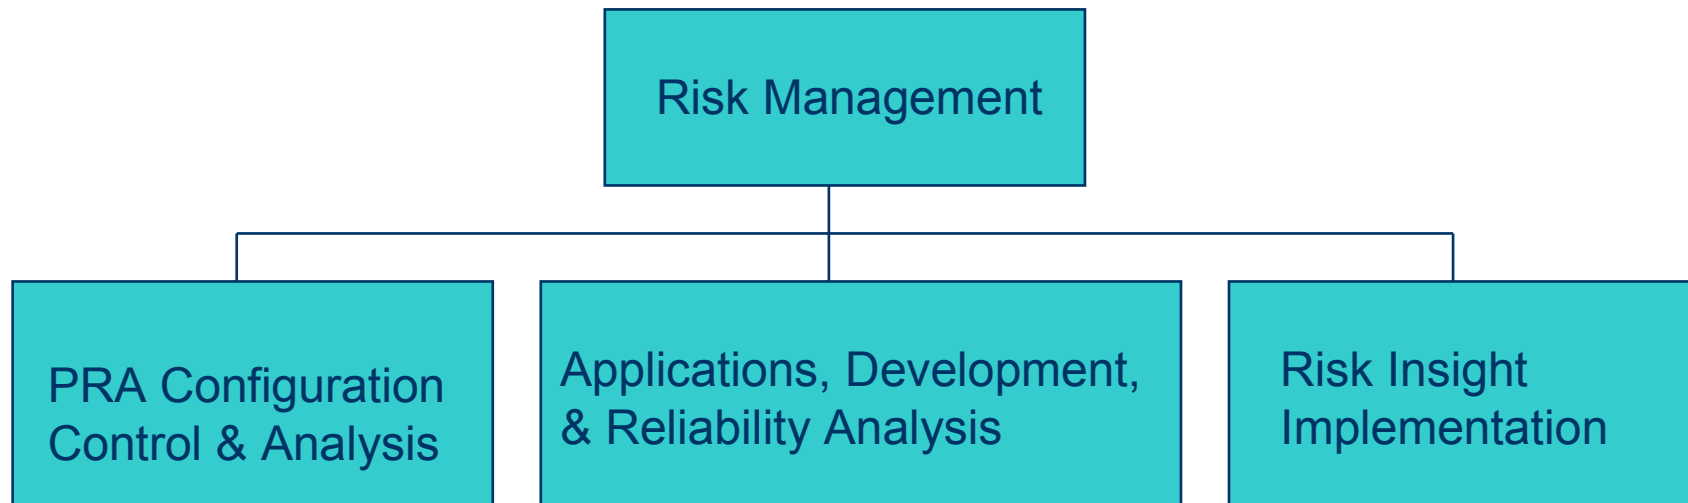 Risk Management
PRA Configuration
Control & Analysis
Applications, Development,
& Reliability Analysis
Risk Insight
Implementation